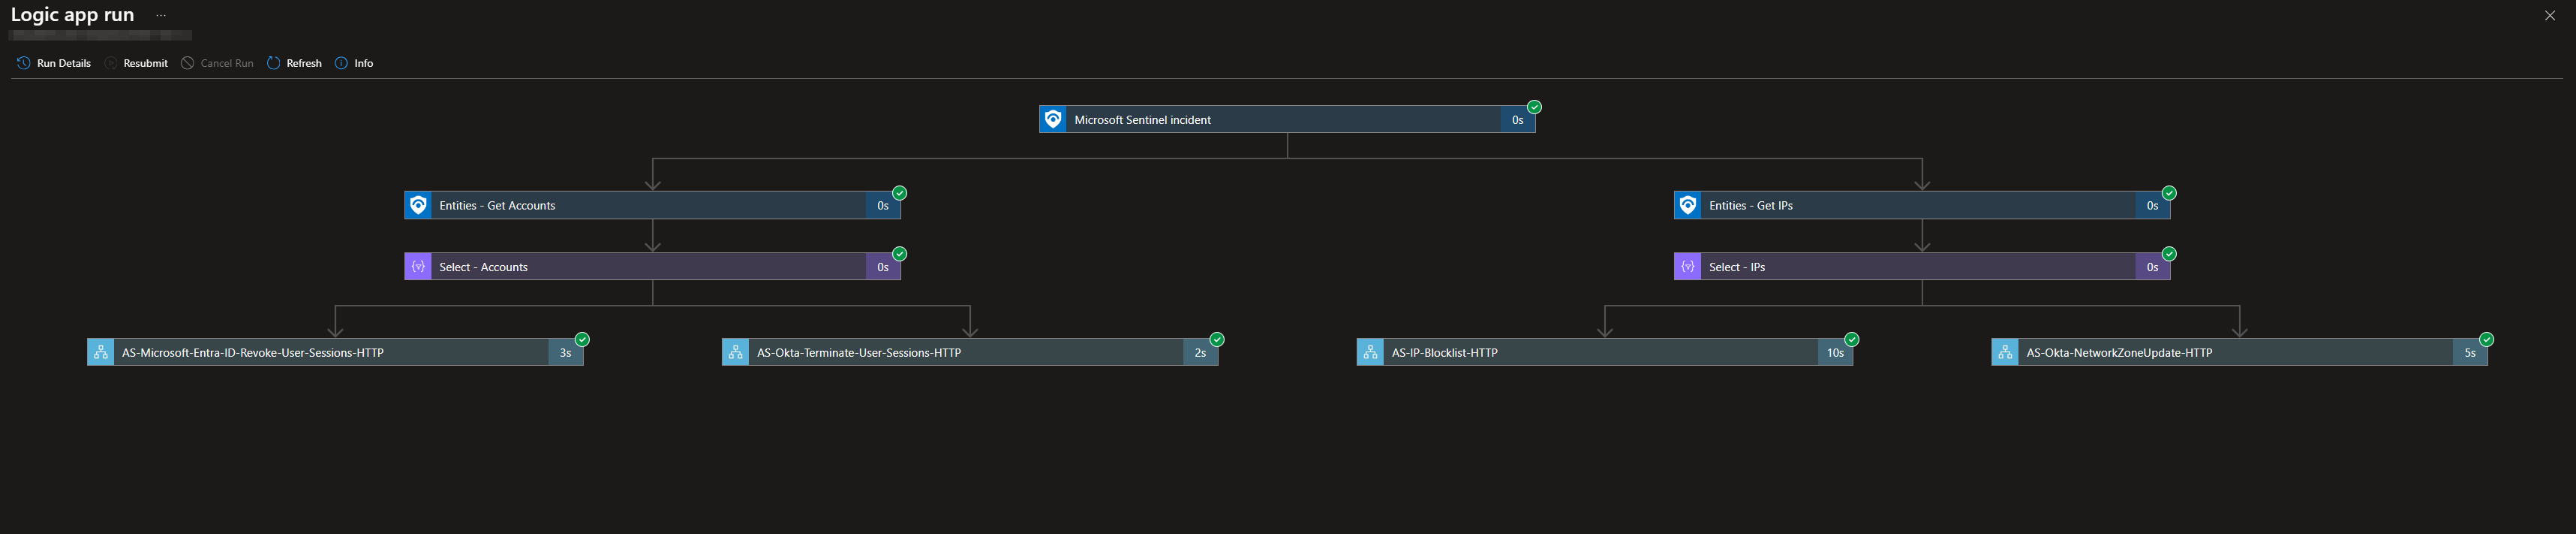 Logic app run ...
Run Details Resubmit Cancel Run Refresh Info
Microsoft Sentinel incident 0s
Entities - Get Accounts 0s
Entities - Get IPs 0s
Select - Accounts 0s
Select - IPs 0s
AS-Microsoft-Entra-ID-Revoke-User-Sessions-HTTP 3s
AS-Okta-Terminate-User-Sessions-HTTP 2s
AS-IP-Blocklist-HTTP 10s
AS-Okta-NetworkZoneUpdate-HTTP 5s